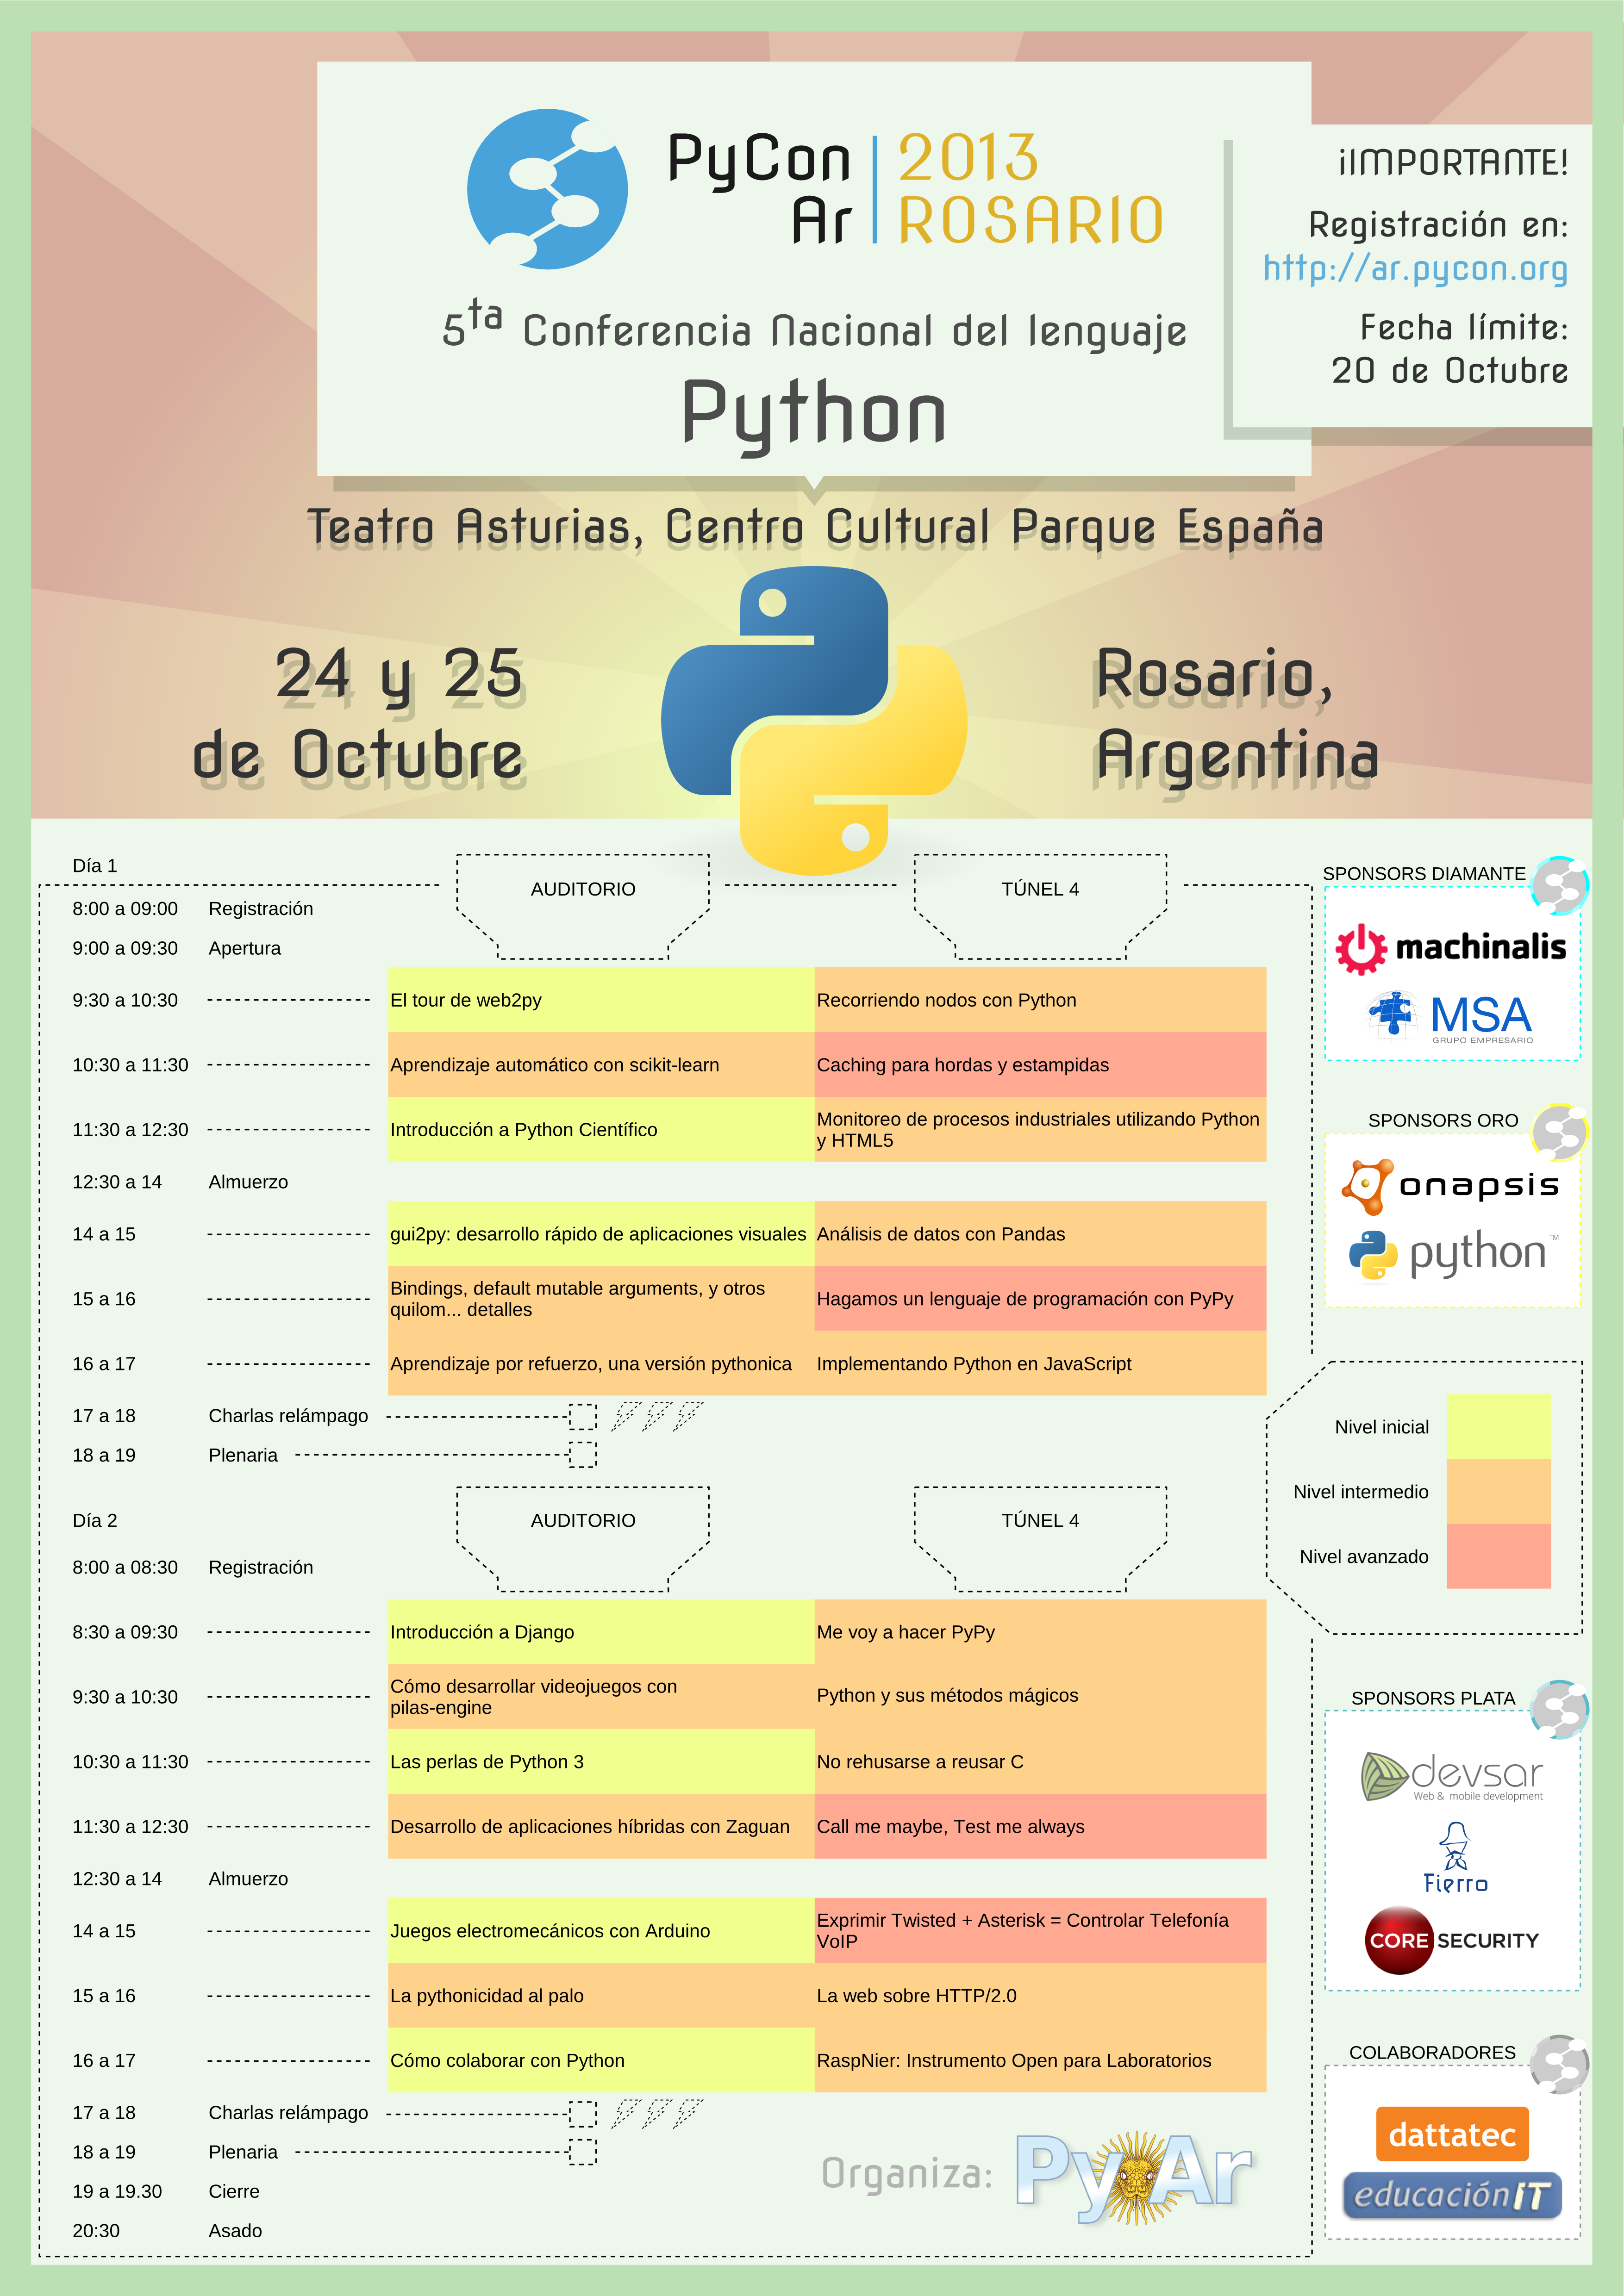 PyCon
Ar
2013
ROSARIO
5ta Conferencia Nacional del lenguaje
Python
¡IMPORTANTE!
Registración en:
http://ar.pycon.org
Fecha límite:
20 de Octubre
Teatro Asturias, Centro Cultural Parque España
24 y 25
de Octubre
Rosario,
Argentina
Día 1
AUDITORIO
TÚNEL 4
8:00 a 09:00 Registración
9:00 a 09:30 Apertura
9:30 a 10:30 El tour de web2py Recorriendo nodos con Python
10:30 a 11:30 Aprendizaje automático con scikit-learn Caching para hordas y estampidas
11:30 a 12:30 Introducción a Python Científico Monitoreo de procesos industriales utilizando Python
y HTML5
12:30 a 14 Almuerzo
14 a 15 gui2py: desarrollo rápido de aplicaciones visuales Análisis de datos con Pandas
15 a 16 Bindings, default mutable arguments, y otros
quilom... detalles
Hagamos un lenguaje de programación con PyPy
16 a 17 Aprendizaje por refuerzo, una versión pythonica Implementando Python en JavaScript
17 a 18 Charlas relámpago
18 a 19 Plenaria
Día 2
AUDITORIO
TÚNEL 4
8:00 a 08:30 Registración
8:30 a 09:30 Introducción a Django Me voy a hacer PyPy
9:30 a 10:30 Cómo desarrollar videojuegos con
pilas-engine
Python y sus métodos mágicos
10:30 a 11:30 Las perlas de Python 3 No rehusarse a reusar C
11:30 a 12:30 Desarrollo de aplicaciones híbridas con Zaguan Call me maybe, Test me always
12:30 a 14 Almuerzo
14 a 15 Juegos electromecánicos con Arduino Exprimir Twisted + Asterisk = Controlar Telefonía
VoIP
15 a 16 La pythonicidad al palo La web sobre HTTP/2.0
16 a 17 Cómo colaborar con Python RaspNier: Instrumento Open para Laboratorios
17 a 18 Charlas relámpago
18 a 19 Plenaria
19 a 19.30 Cierre
20:30 Asado
Organiza: PyAr
SPONSORS DIAMANTE
machinalis
MSA
GRUPO EMPRESARIO
SPONSORS ORO
onapsis
python™
Nivel inicial
Nivel intermedio
Nivel avanzado
SPONSORS PLATA
devsar
Web & mobile development
Fierro
CORE SECURITY
COLABORADORES
dattatec
educaciónIT